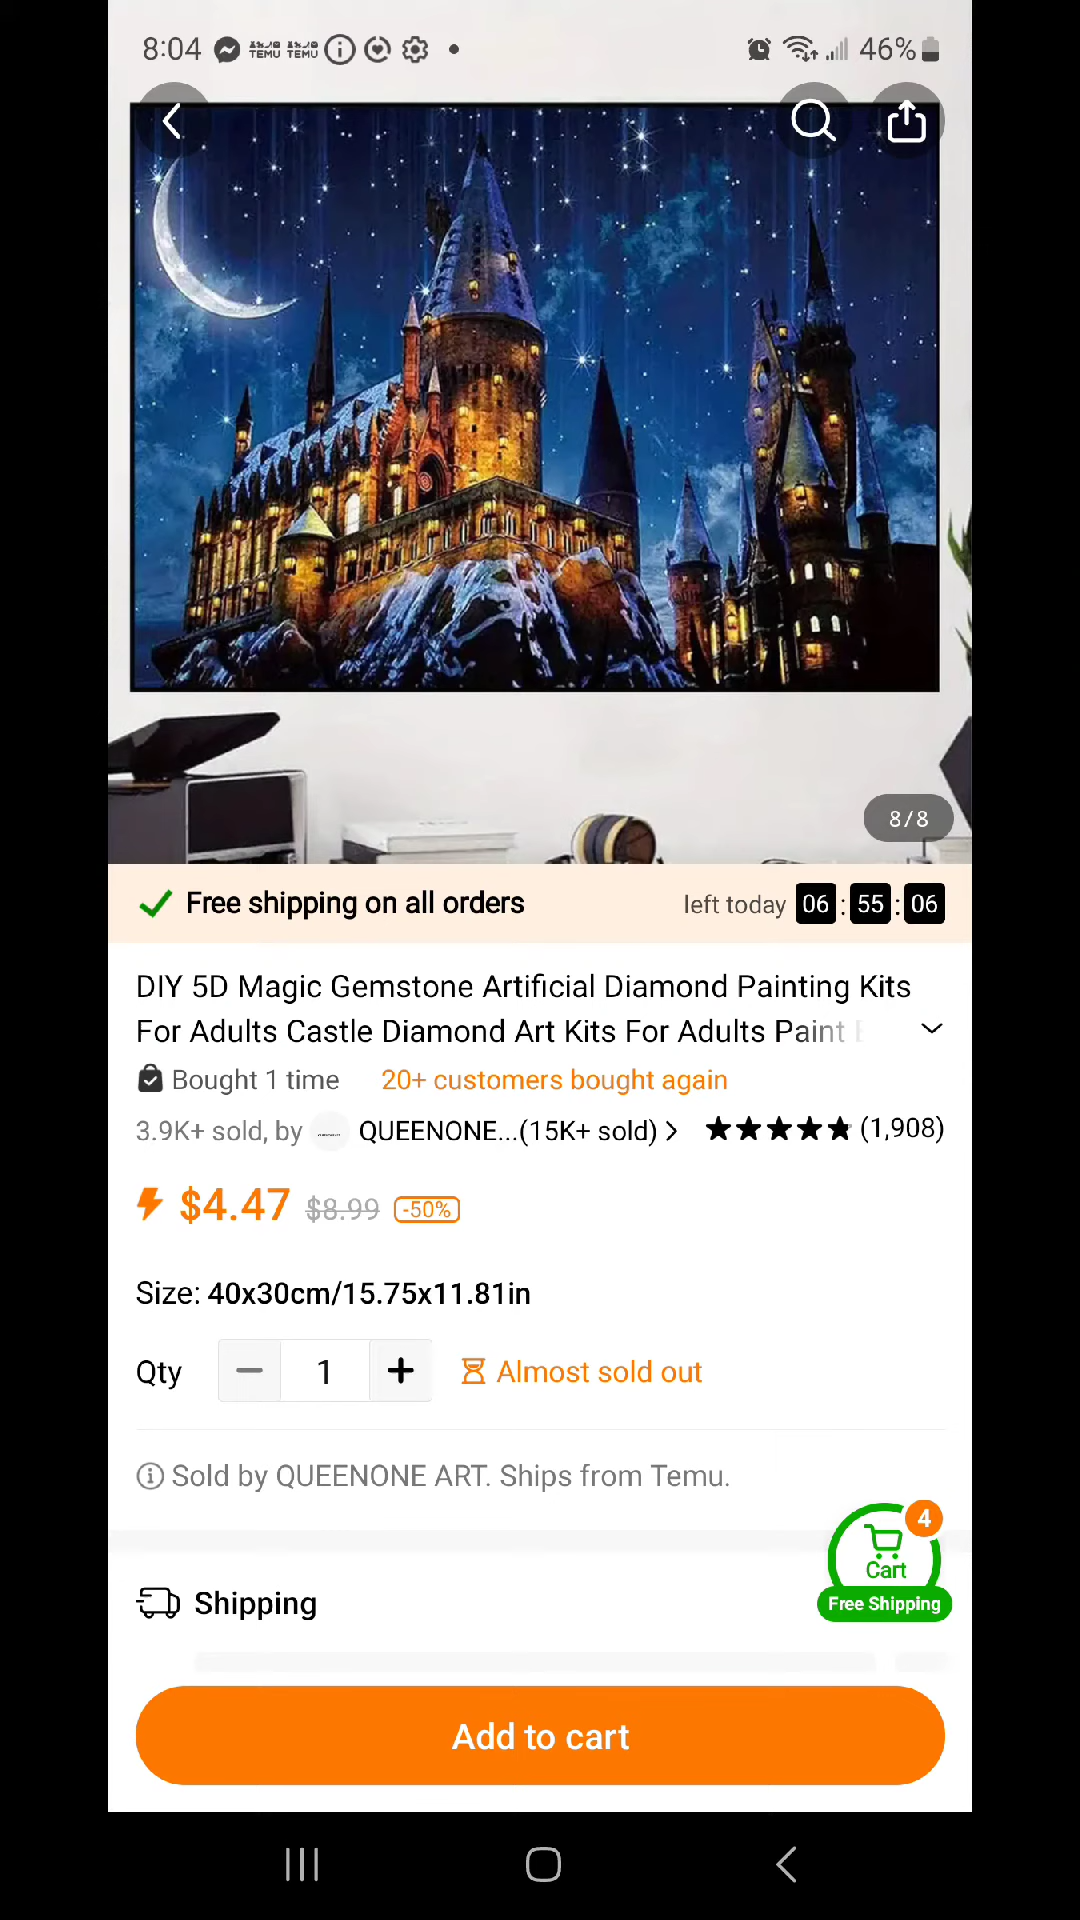 8:04 TEMU TEMU 46%
8/8
Free shipping on all orders left today 06 : 55 : 06
DIY 5D Magic Gemstone Artificial Diamond Painting Kits
For Adults Castle Diamond Art Kits For Adults Paint
Bought 1 time 20+ customers bought again
3.9K+ sold, by QUEENONE...(15K+ sold) > (1,908)
$4.47 $8.99 -50%
Size: 40x30cm/15.75x11.81in
Qty − 1 + Almost sold out
Sold by QUEENONE ART. Ships from Temu.
4
Cart
Free Shipping
Shipping
Add to cart